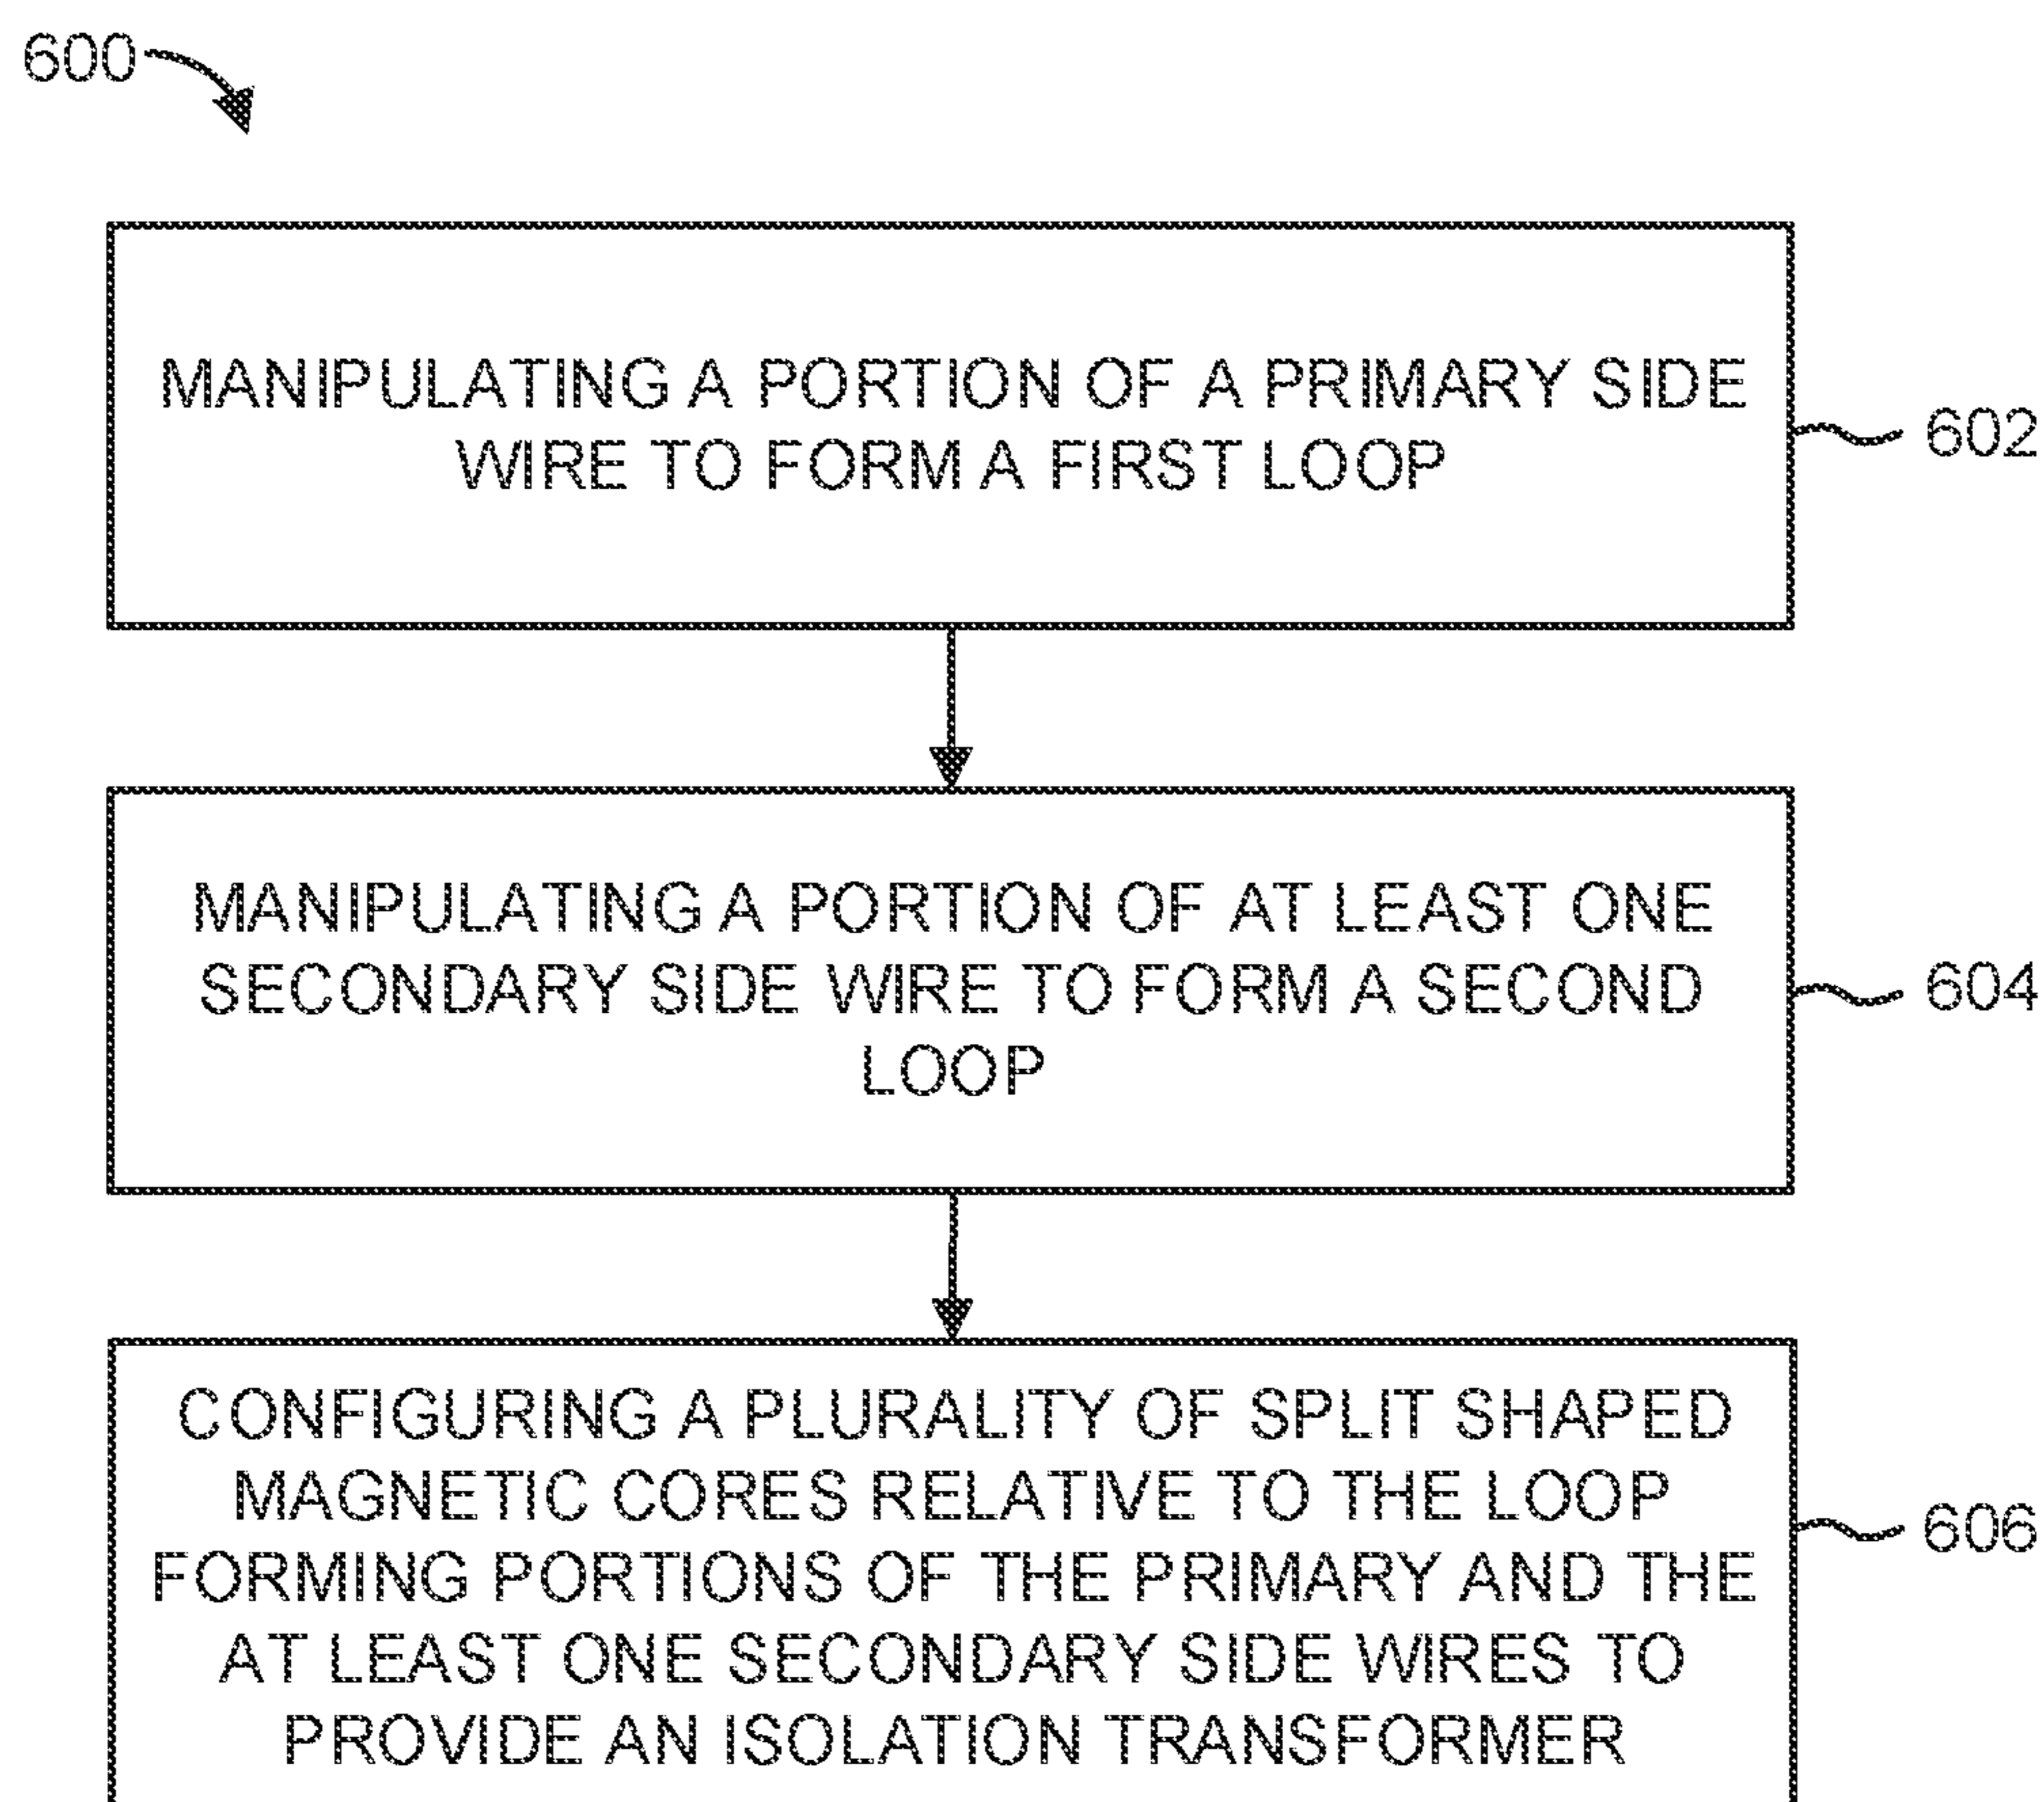 600
MANIPULATING A PORTION OF A PRIMARY SIDE
WIRE TO FORM A FIRST LOOP
602
MANIPULATING A PORTION OF AT LEAST ONE
SECONDARY SIDE WIRE TO FORM A SECOND
LOOP
604
CONFIGURING A PLURALITY OF SPLIT SHAPED
MAGNETIC CORES RELATIVE TO THE LOOP
FORMING PORTIONS OF THE PRIMARY AND THE
AT LEAST ONE SECONDARY SIDE WIRES TO
PROVIDE AN ISOLATION TRANSFORMER
606